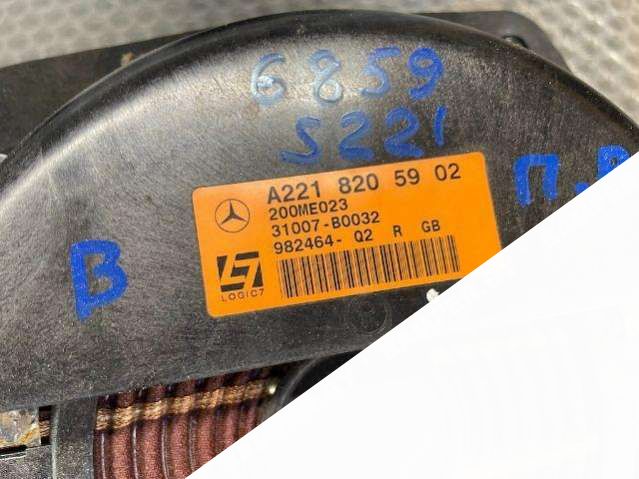 6859
S221
A221 820 59 02
200ME023
31007-B0032
982464- Q2 R GB
LOGIC7
B